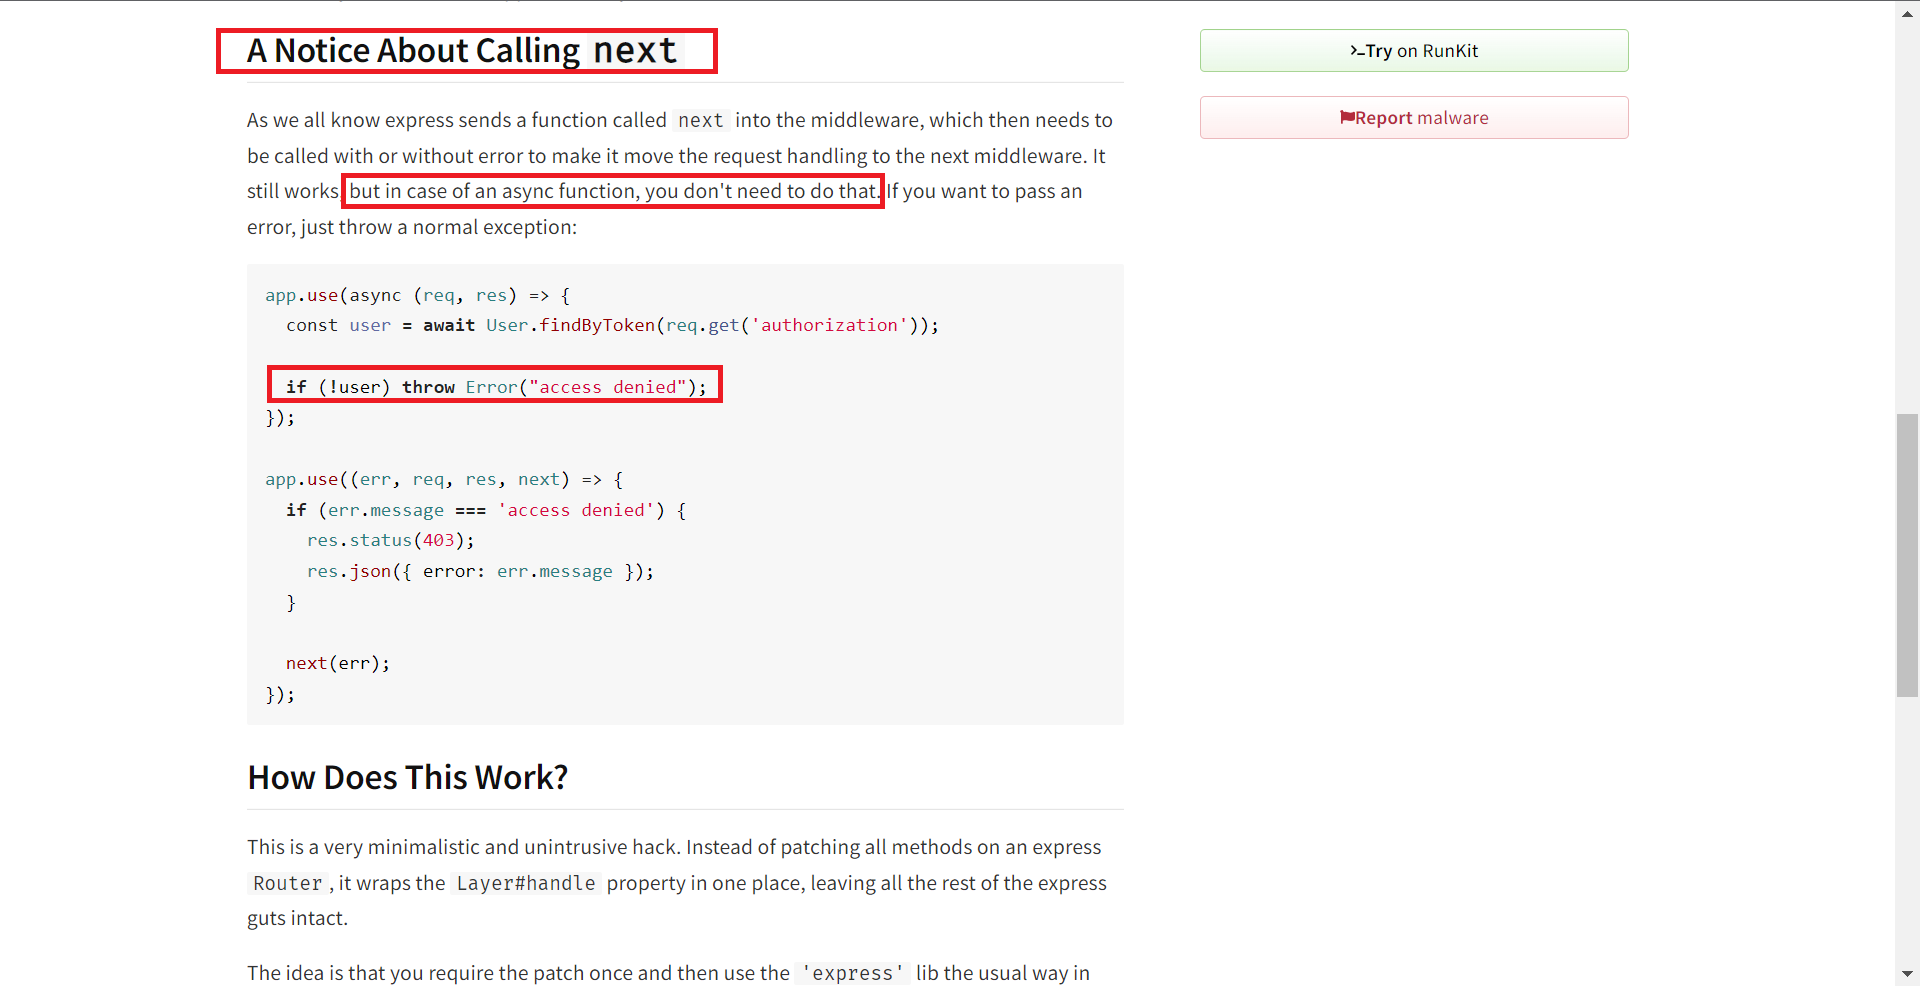 A Notice About Calling next
As we all know express sends a function called next into the middleware, which then needs to
be called with or without error to make it move the request handling to the next middleware. It
still works, but in case of an async function, you don't need to do that. If you want to pass an
error, just throw a normal exception:
app.use(async (req, res) => {
  const user = await User.findByToken(req.get('authorization'));
  if (!user) throw Error("access denied");
});
app.use((err, req, res, next) => {
  if (err.message === 'access denied') {
    res.status(403);
    res.json({ error: err.message });
  }
  next(err);
});
How Does This Work?
This is a very minimalistic and unintrusive hack. Instead of patching all methods on an express
Router, it wraps the Layer#handle property in one place, leaving all the rest of the express
guts intact.
The idea is that you require the patch once and then use the 'express' lib the usual way in
>_Try on RunKit
Report malware